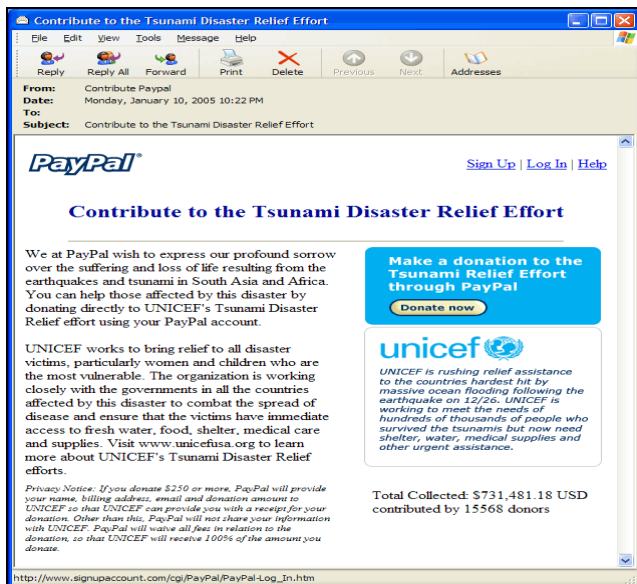 Contribute to the Tsunami Disaster Relief Effort
File Edit View Tools Message Help
Reply Reply All Forward Print Delete Previous Next Addresses
From: Contribute Paypal
Date: Monday, January 10, 2005 10:22 PM
To:
Subject: Contribute to the Tsunami Disaster Relief Effort
PayPal®
Sign Up | Log In | Help
Contribute to the Tsunami Disaster Relief Effort
We at PayPal wish to express our profound sorrow
over the suffering and loss of life resulting from the
earthquakes and tsunami in South Asia and Africa.
You can help those affected by this disaster by
donating directly to UNICEF's Tsunami Disaster
Relief effort using your PayPal account.
UNICEF works to bring relief to all disaster
victims, particularly women and children who are
the most vulnerable. The organization is working
closely with the governments in all the countries
affected by this disaster to combat the spread of
disease and ensure that the victims have immediate
access to fresh water, food, shelter, medical care
and supplies. Visit www.unicefusa.org to learn
more about UNICEF's Tsunami Disaster Relief
efforts.
Privacy Notice: If you donate $250 or more, PayPal will provide
your name, billing address, email and donation amount to
UNICEF so that UNICEF can provide you with a receipt for your
donation. Other than this, PayPal will not share your information
with UNICEF. PayPal will waive all fees in relation to the
donation, so that UNICEF will receive 100% of the amount you
donate.
Make a donation to the
Tsunami Relief Effort
through PayPal
Donate now
unicef
UNICEF is rushing relief assistance
to the countries hardest hit by
massive ocean flooding following the
earthquake on 12/26. UNICEF is
working to meet the needs of
hundreds of thousands of people who
survived the tsunamis but now need
shelter, water, medical supplies and
other urgent assistance.
Total Collected: $731,481.18 USD
contributed by 15568 donors
http://www.signupaccount.com/cgi/PayPal/PayPal-Log_In.htm